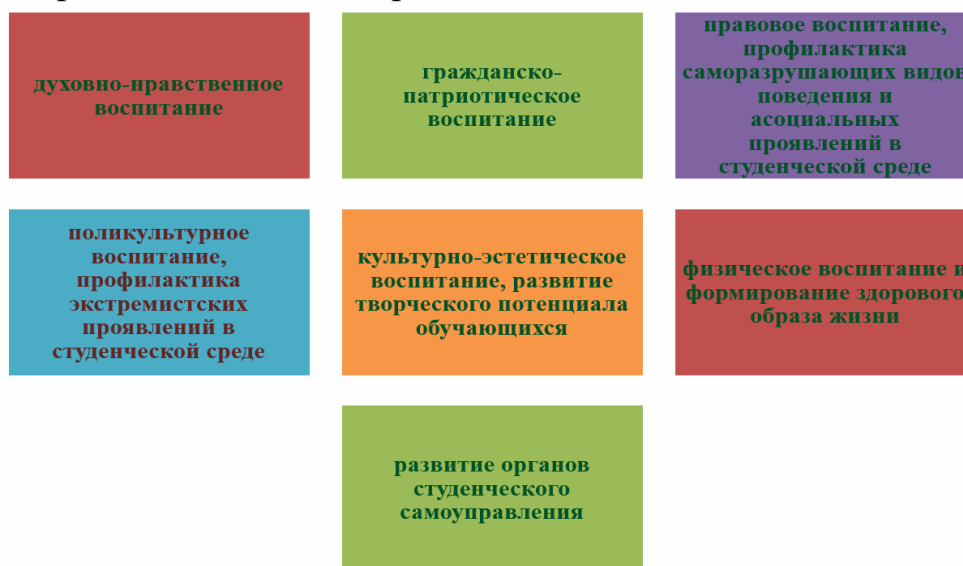 духовно-нравственное
воспитание
гражданско-
патриотическое
воспитание
правовое воспитание,
профилактика
саморазрушающих видов
поведения и
асоциальных
проявлений в
студенческой среде
поликультурное
воспитание,
профилактика
экстремистских
проявлений в
студенческой среде
культурно-эстетическое
воспитание, развитие
творческого потенциала
обучающихся
физическое воспитание и
формирование здорового
образа жизни
развитие органов
студенческого
самоуправления